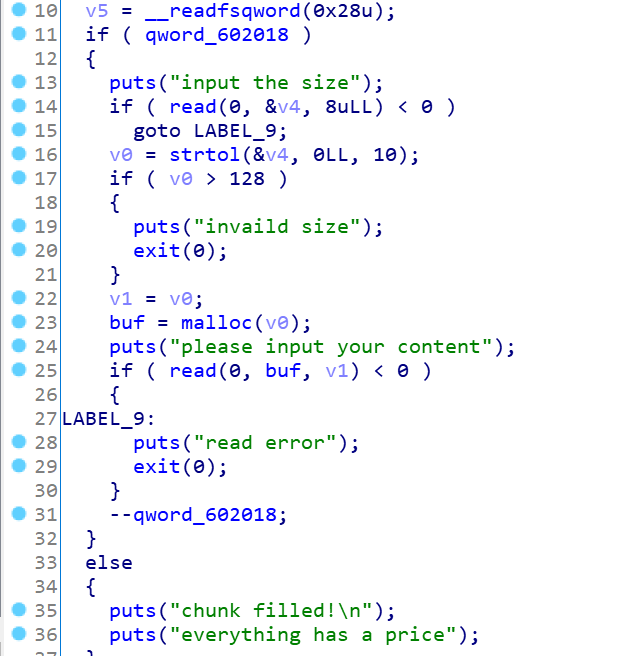 10 v5 = __readfsqword(0x28u);
11 if ( qword_602018 )
12 {
13 puts("input the size");
14 if ( read(0, &v4, 8uLL) < 0 )
15 goto LABEL_9;
16 v0 = strtol(&v4, 0LL, 10);
17 if ( v0 > 128 )
18 {
19 puts("invaild size");
20 exit(0);
21 }
22 v1 = v0;
23 buf = malloc(v0);
24 puts("please input your content");
25 if ( read(0, buf, v1) < 0 )
26 {
27 LABEL_9:
28 puts("read error");
29 exit(0);
30 }
31 --qword_602018;
32 }
33 else
34 {
35 puts("chunk filled!\n");
36 puts("everything has a price");